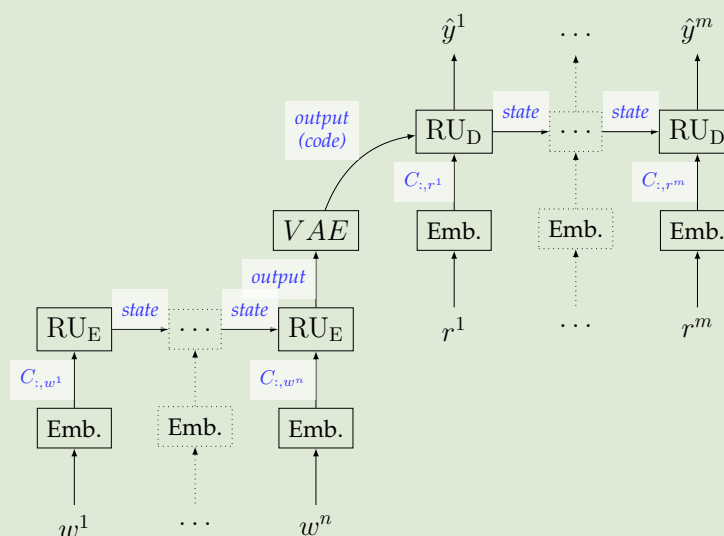 ŷ¹ ⋯ ŷᵐ
output
(code)
RU_D state ⋯ state RU_D
C_{:,r¹} C_{:,rᵐ}
VAE Emb. Emb. Emb.
output
RU_E state ⋯ state RU_E r¹ ⋯ rᵐ
C_{:,w¹} C_{:,wⁿ}
Emb. Emb. Emb.
w¹ ⋯ wⁿ